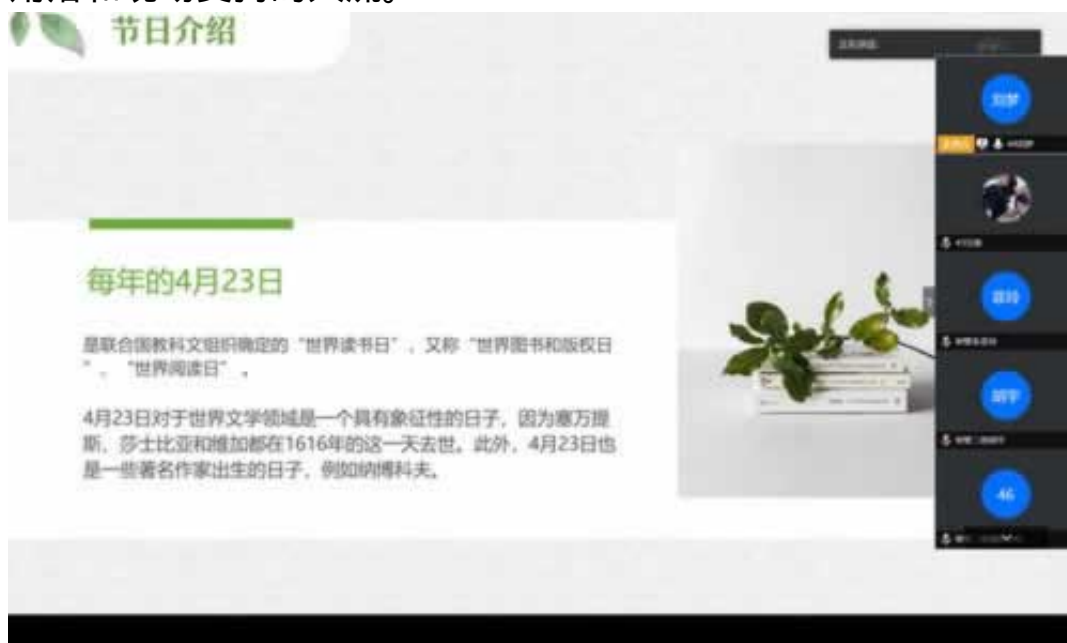 节日介绍
每年的4月23日
是联合国教科文组织确定的“世界读书日”，又称“世界图书和版权日
”、“世界阅读日”。
4月23日对于世界文学领域是一个具有象征性的日子，因为塞万提
斯、莎士比亚和维加都在1616年的这一天去世。此外，4月23日也
是一些著名作家出生的日子，例如纳博科夫。
46